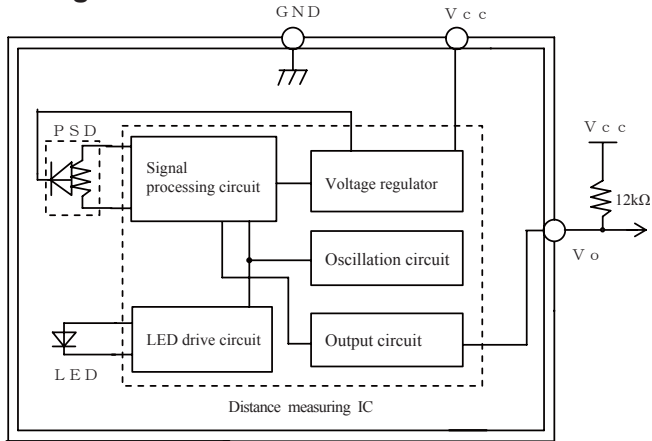 GND
Vcc
PSD
Signal
processing circuit
Voltage regulator
Vcc
12kΩ
Vo
Oscillation circuit
LED drive circuit
Output circuit
LED
Distance measuring IC